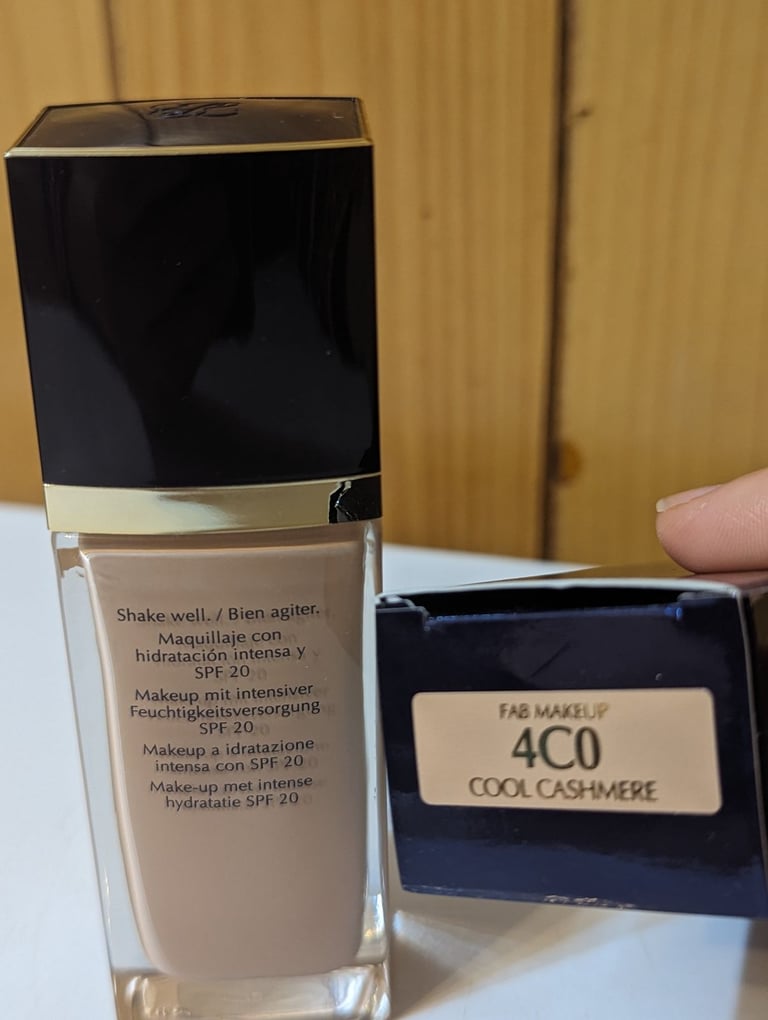 Shake well. / Bien agiter.
Maquillaje con
hidratación intensa y
SPF 20
Makeup mit intensiver
Feuchtigkeitsversorgung
SPF 20
Makeup a idratazione
intensa con SPF 20
Make-up met intense
hydratatie SPF 20
FAB MAKEUP
4C0
COOL CASHMERE